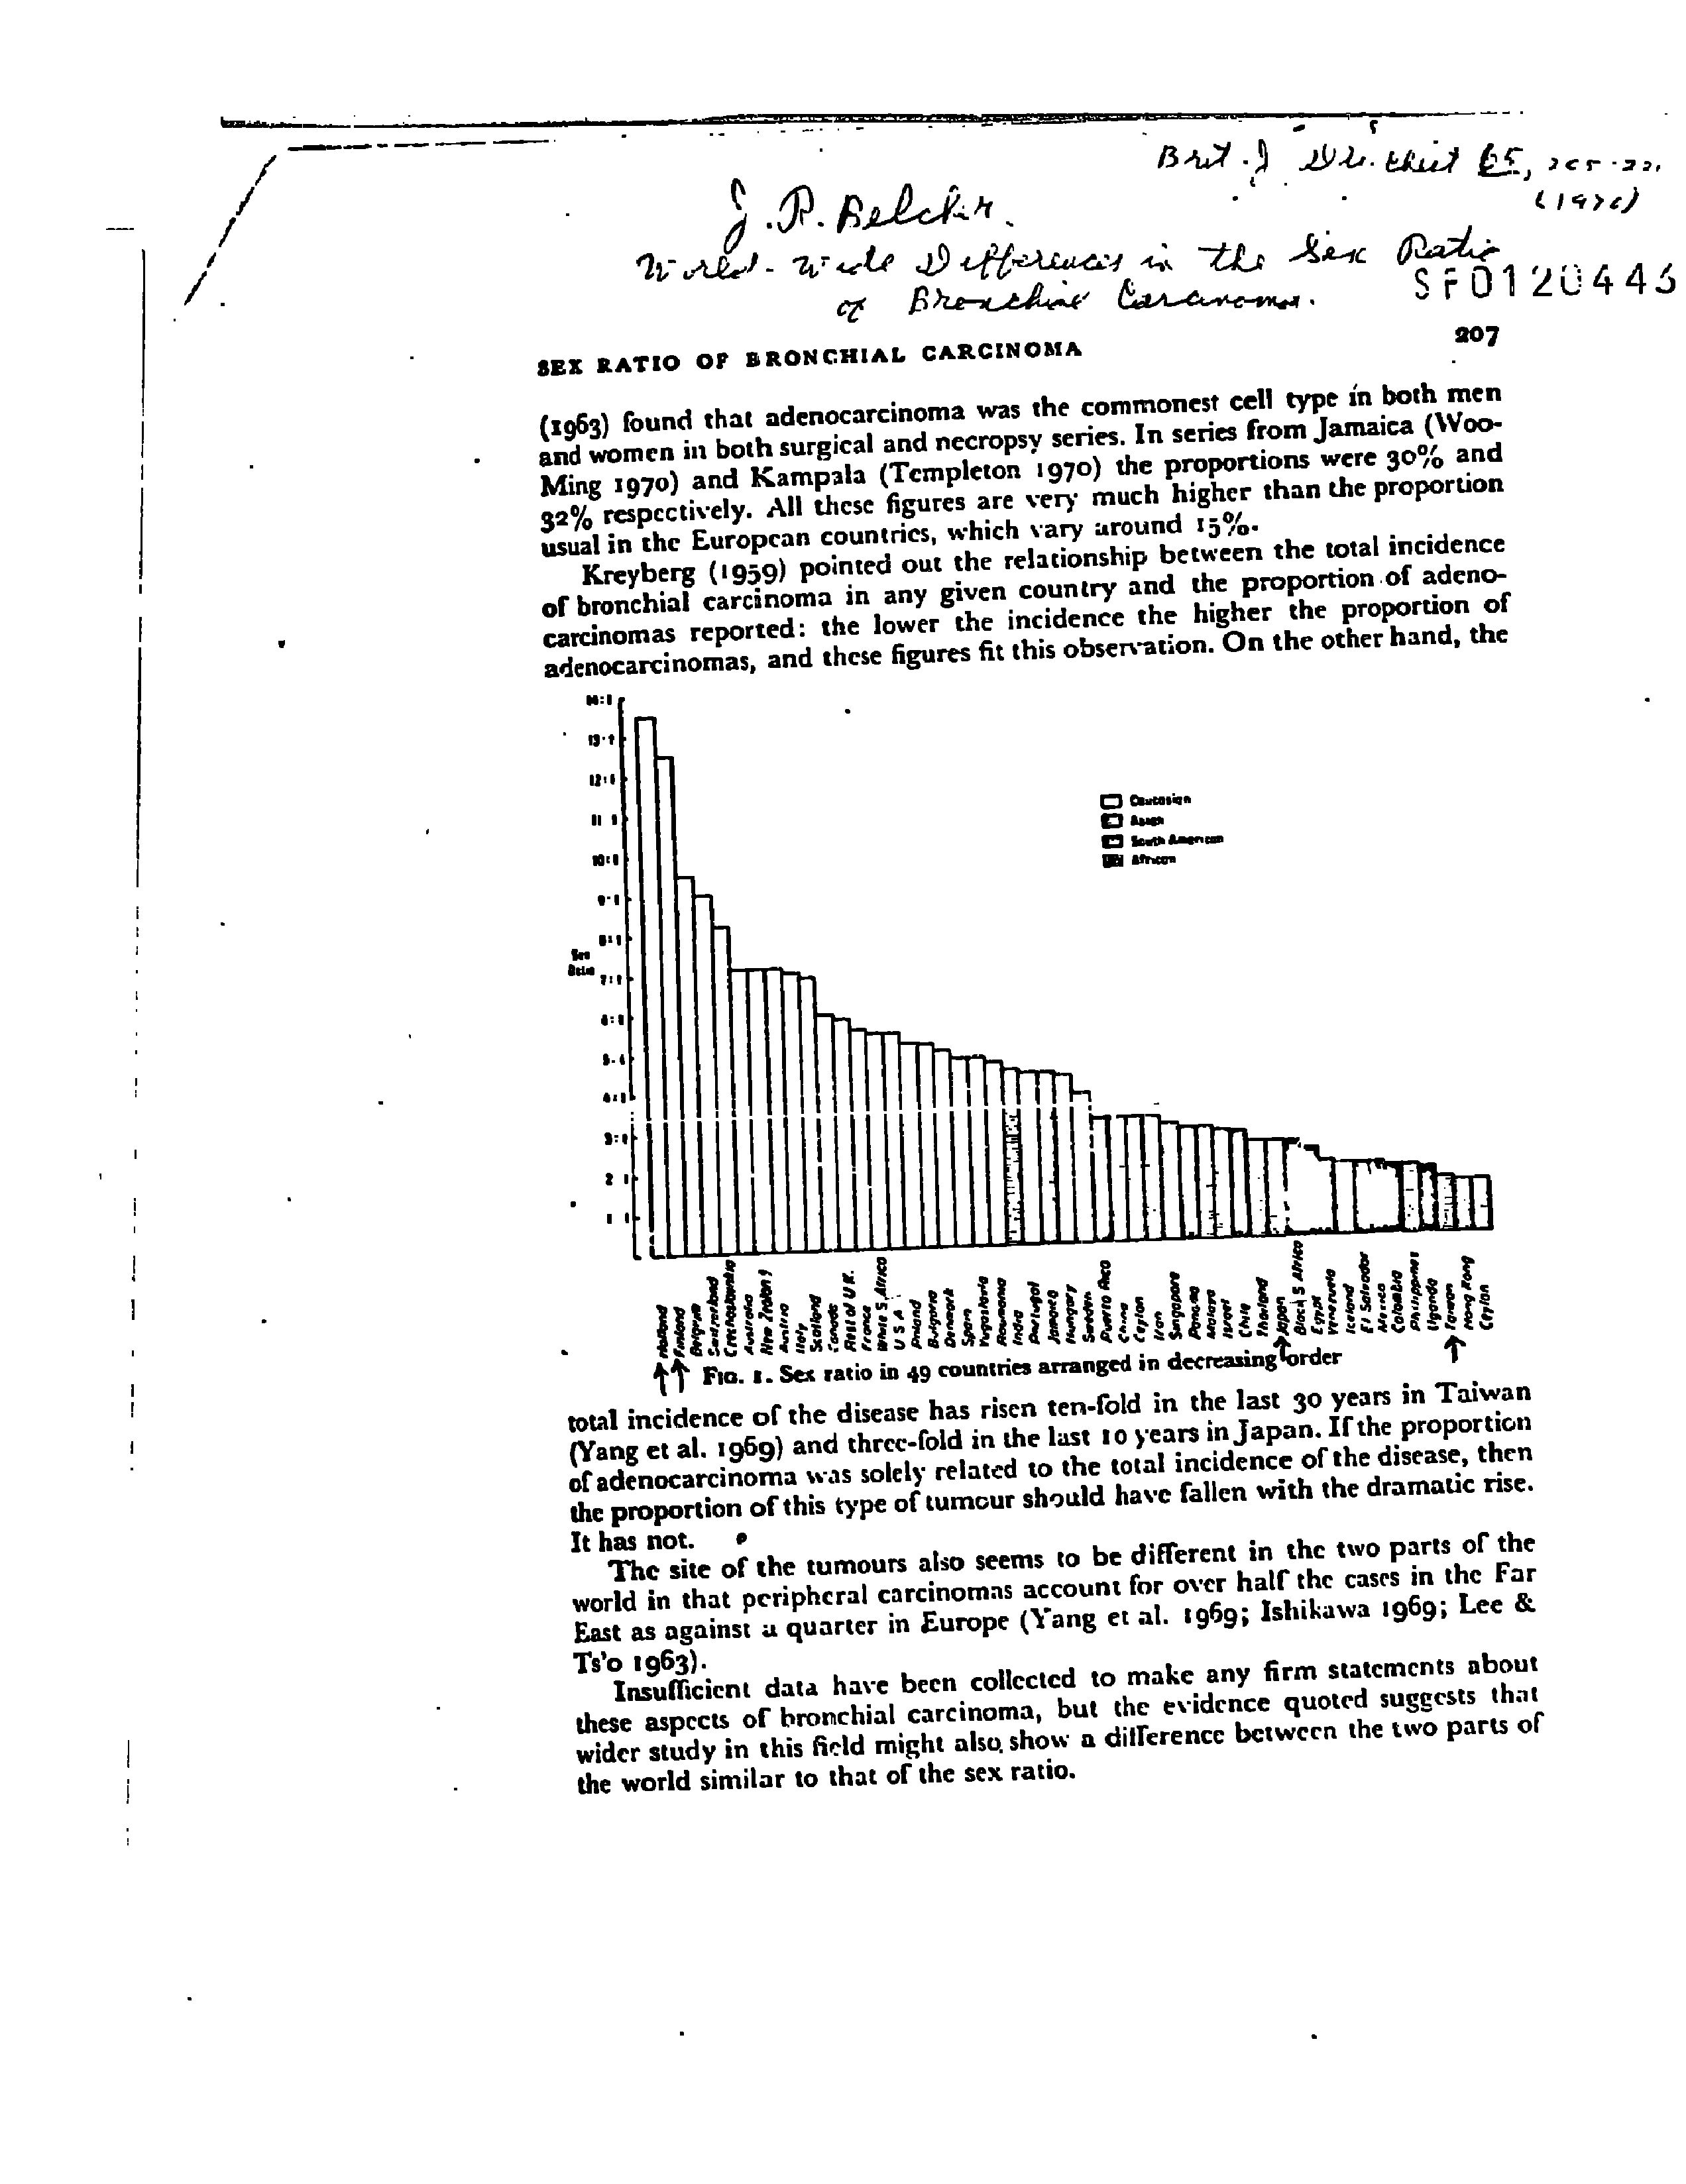 Brit. J. Dis. Chest
J. R. Belcher.
World-Wide Differences in the Sex Ratio
of Bronchial Carcinoma.
SF0120446
SEX RATIO OF BRONCHIAL CARCINOMA 207
(1963) found that adenocarcinoma was the commonest cell type in both men
and women in both surgical and necropsy series. In series from Jamaica (Woo-
Ming 1970) and Kampala (Templeton 1970) the proportions were 30% and
32% respectively. All these figures are very much higher than the proportion
usual in the European countries, which vary around 15%.
Kreyberg (1959) pointed out the relationship between the total incidence
of bronchial carcinoma in any given country and the proportion of adeno-
carcinomas reported: the lower the incidence the higher the proportion of
adenocarcinomas, and these figures fit this observation. On the other hand, the
14:1
13:1
12:1
11:1
10:1
9:1
8:1
Sex
Ratio
7:1
6:1
5:1
4:1
3:1
2:1
1:1
Caucasian
Asian
South American
African
Holland
Finland
Belgium
Switzerland
Czechoslovakia
Australia
New Zealand
Austria
Italy
Scotland
Canada
Rest of U.K.
France
White S. Africa
U S A
Poland
Bulgaria
Denmark
Spain
Yugoslavia
Roumania
India
Portugal
Jamaica
Hungary
Sweden
Puerto Rico
China
Ceylon
Iran
Singapore
Panama
Malaya
Israel
Chile
Thailand
Japan
Black S Africa
Egypt
Venezuela
Iceland
El Salvador
Mexico
Colombia
Philippines
Uganda
Taiwan
Hong Kong
Ceylon
FIG. 1. Sex ratio in 49 countries arranged in decreasing order
total incidence of the disease has risen ten-fold in the last 30 years in Taiwan
(Yang et al. 1969) and three-fold in the last 10 years in Japan. If the proportion
of adenocarcinoma was solely related to the total incidence of the disease, then
the proportion of this type of tumour should have fallen with the dramatic rise.
It has not.
The site of the tumours also seems to be different in the two parts of the
world in that peripheral carcinomas account for over half the cases in the Far
East as against a quarter in Europe (Yang et al. 1969; Ishikawa 1969; Lee &
Ts'o 1963).
Insufficient data have been collected to make any firm statements about
these aspects of bronchial carcinoma, but the evidence quoted suggests that
wider study in this field might also show a difference between the two parts of
the world similar to that of the sex ratio.